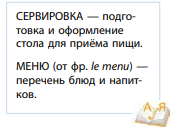 СЕРВИРОВКА — подго-
товка и оформление
стола для приёма пищи.
МЕНЮ (от фр. le menu) —
перечень блюд и напит-
ков.
А Я